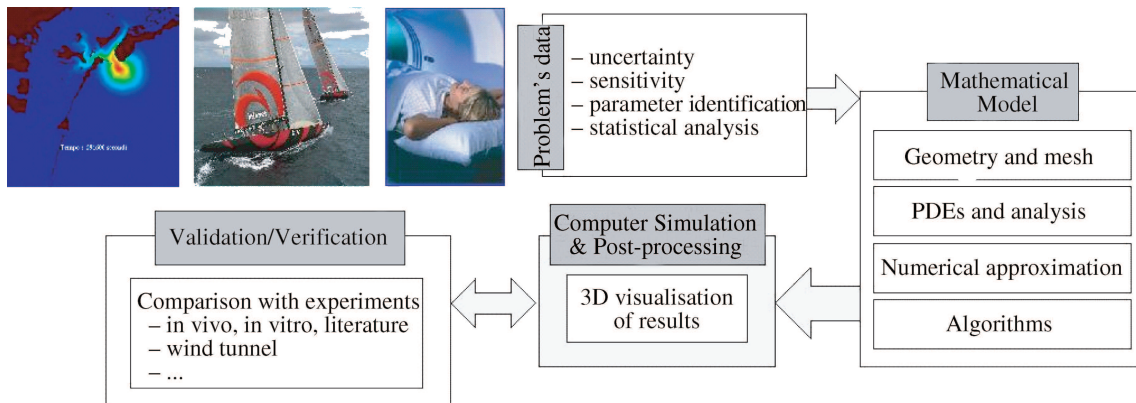 Problem's data
– uncertainty
– sensitivity
– parameter identification
– statistical analysis
Mathematical
Model
Geometry and mesh
PDEs and analysis
Numerical approximation
Algorithms
Computer Simulation
& Post-processing
3D visualisation
of results
Validation/Verification
Comparison with experiments
– in vivo, in vitro, literature
– wind tunnel
– ...